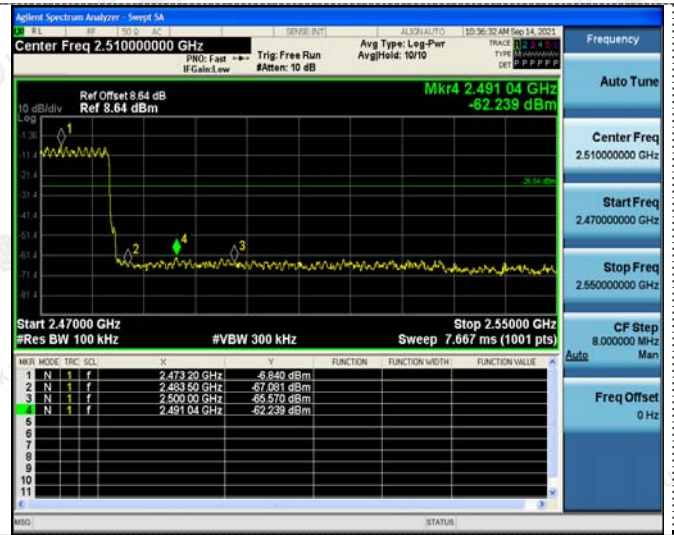 Agilent Spectrum Analyzer - Swept SA
RL RF 50 Ω AC SENSE:INT ALIGNAUTO 10:36:32 AM Sep 14, 2021
Center Freq 2.510000000 GHz
PNO: Fast Trig: Free Run
IFGain:Low #Atten: 10 dB
Avg Type: Log-Pwr
Avg|Hold: 10/10
TRACE 1 2 3 4 5 6
TYPE
DET P P P P P P
Mkr4 2.491 04 GHz
-62.239 dBm
Ref Offset 8.64 dB
10 dB/div Ref 8.64 dBm
Log
-1.36
-11.4
-21.4
-31.4
-41.4
-51.4
-61.4
-71.4
-81.4
1
2
4
3
-26.84 dBm
Start 2.47000 GHz Stop 2.55000 GHz
#Res BW 100 kHz #VBW 300 kHz Sweep 7.667 ms (1001 pts)
MKR MODE TRC SCL X Y FUNCTION FUNCTION WIDTH FUNCTION VALUE
1 N 1 f 2.473 20 GHz -6.840 dBm
2 N 1 f 2.483 50 GHz -67.081 dBm
3 N 1 f 2.500 00 GHz -65.570 dBm
4 N 1 f 2.491 04 GHz -62.239 dBm
5
6
7
8
9
10
11
MSG STATUS
Frequency
Auto Tune
Center Freq
2.510000000 GHz
Start Freq
2.470000000 GHz
Stop Freq
2.550000000 GHz
CF Step
8.000000 MHz
Auto Man
Freq Offset
0 Hz